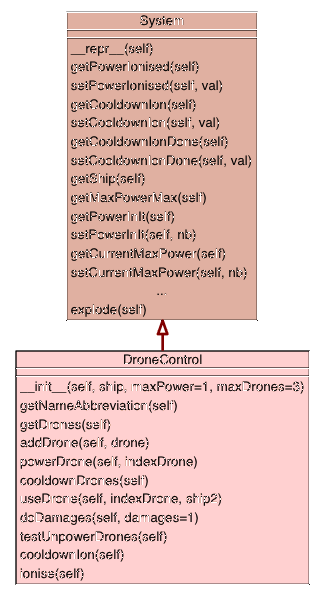 System
__repr__(self)
getPowerIonised(self)
setPowerIonised(self, val)
getCooldownIon(self)
setCooldownIon(self, val)
getCooldownIonDone(self)
setCooldownIonDone(self, val)
getShip(self)
getMaxPowerMax(self)
getPowerInIt(self)
setPowerInIt(self, nb)
getCurrentMaxPower(self)
setCurrentMaxPower(self, nb)
...
explode(self)
DroneControl
__init__(self, ship, maxPower=1, maxDrones=3)
getNameAbbreviation(self)
getDrones(self)
addDrone(self, drone)
powerDrone(self, indexDrone)
cooldownDrones(self)
useDrone(self, indexDrone, ship2)
doDamages(self, damages=1)
testUnpowerDrones(self)
cooldownIon(self)
ionise(self)